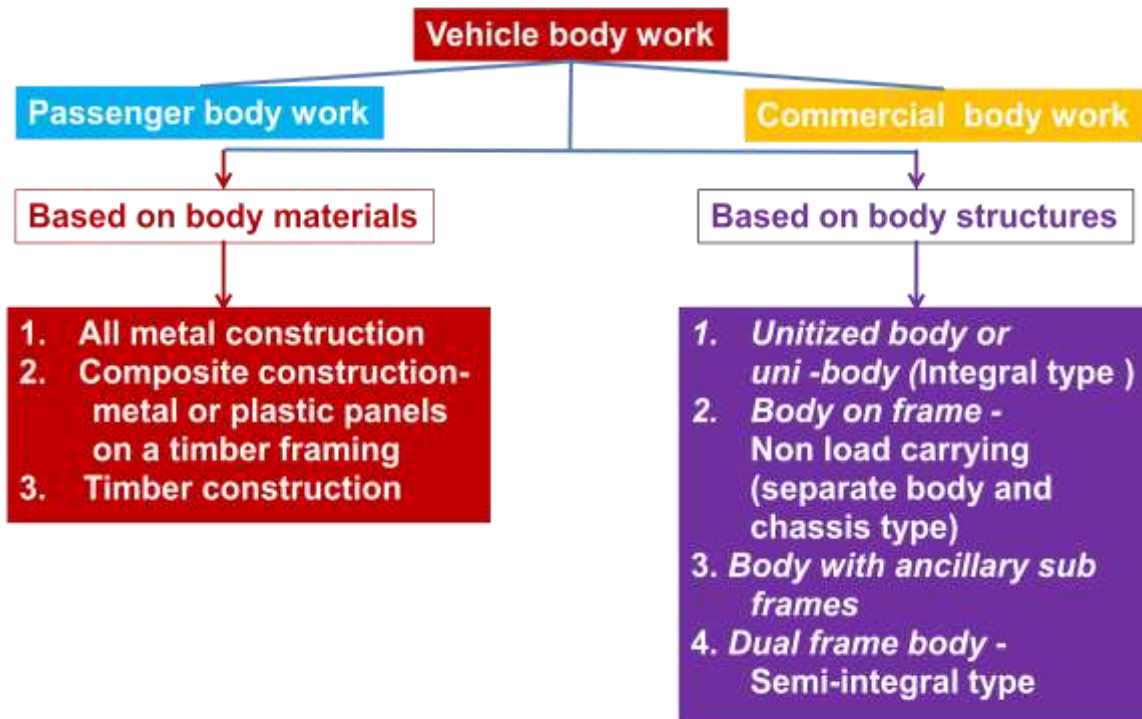 Vehicle body work
Passenger body work
Commercial body work
Based on body materials
Based on body structures
1. All metal construction
2. Composite construction-
metal or plastic panels
on a timber framing
3. Timber construction
1. Unitized body or
uni -body (Integral type )
2. Body on frame -
Non load carrying
(separate body and
chassis type)
3. Body with ancillary sub
frames
4. Dual frame body -
Semi-integral type